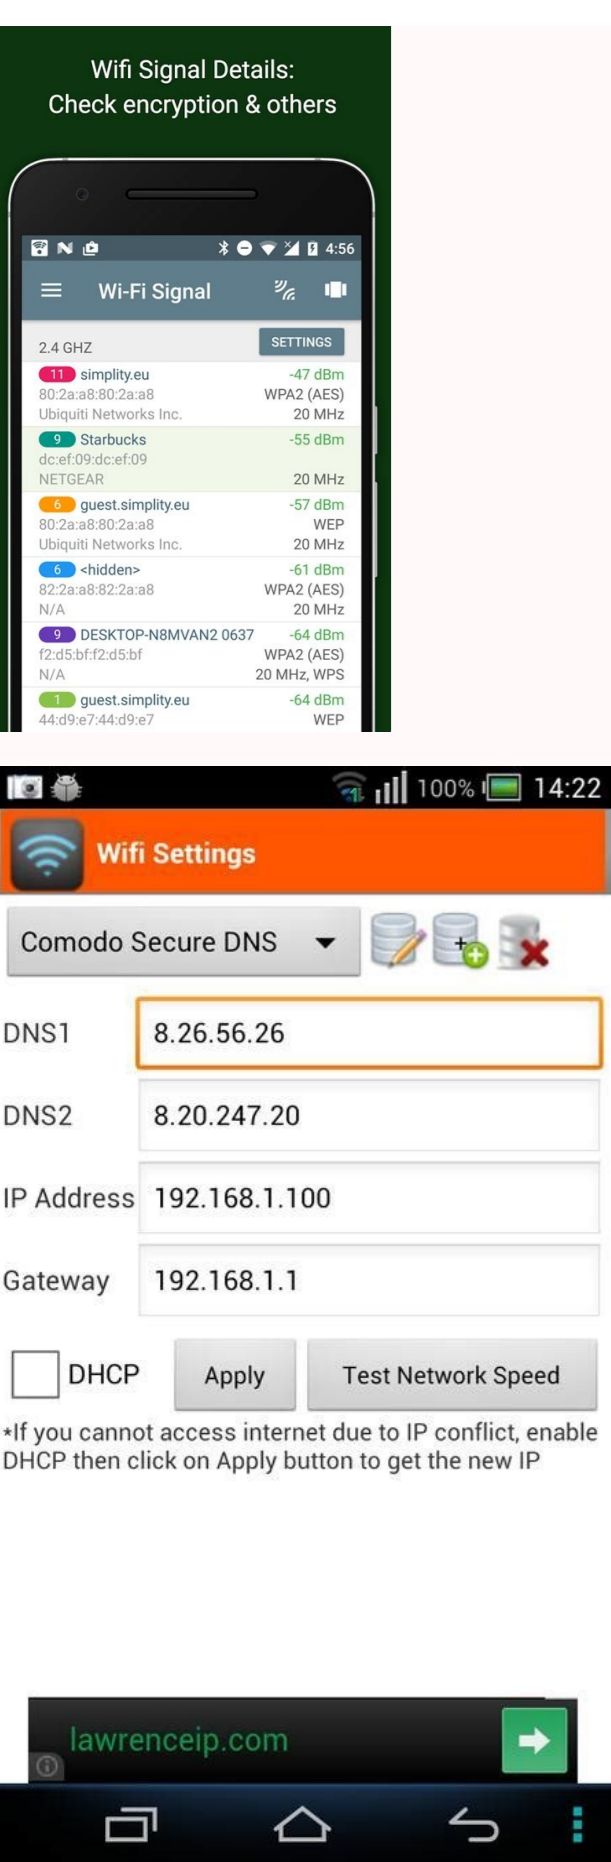 Wifi Signal Details:
Check encryption & others
4:56
Wi-Fi Signal
2.4 GHZ SETTINGS
11 simplity.eu -47 dBm
80:2a:a8:80:2a:a8 WPA2 (AES)
Ubiquiti Networks Inc. 20 MHz
9 Starbucks -55 dBm
dc:ef:09:dc:ef:09
NETGEAR 20 MHz
6 guest.simplity.eu -57 dBm
80:2a:a8:80:2a:a8 WEP
Ubiquiti Networks Inc. 20 MHz
6 <hidden> -61 dBm
82:2a:a8:82:2a:a8 WPA2 (AES)
N/A 20 MHz
9 DESKTOP-N8MVAN2 0637 -64 dBm
f2:d5:bf:f2:d5:bf WPA2 (AES)
N/A 20 MHz, WPS
1 guest.simplity.eu -64 dBm
44:d9:e7:44:d9:e7 WEP
100% 14:22
Wifi Settings
Comodo Secure DNS
DNS1 8.26.56.26
DNS2 8.20.247.20
IP Address 192.168.1.100
Gateway 192.168.1.1
DHCP Apply Test Network Speed
*If you cannot access internet due to IP conflict, enable
DHCP then click on Apply button to get the new IP
lawrenceip.com